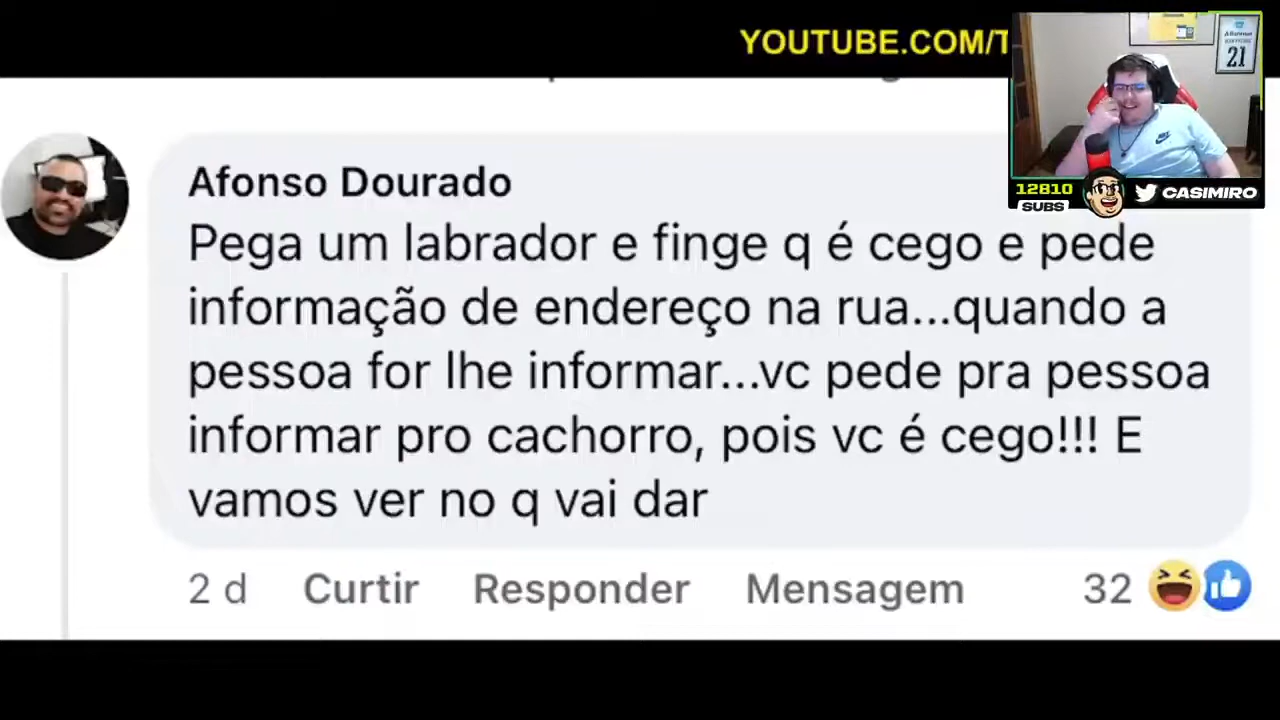 YOUTUBE.COM/T
21
Afonso Dourado
12810
SUBS
CASIMIRO
Pega um labrador e finge q é cego e pede
informação de endereço na rua...quando a
pessoa for lhe informar...vc pede pra pessoa
informar pro cachorro, pois vc é cego!!! E
vamos ver no q vai dar
2 d Curtir Responder Mensagem 32